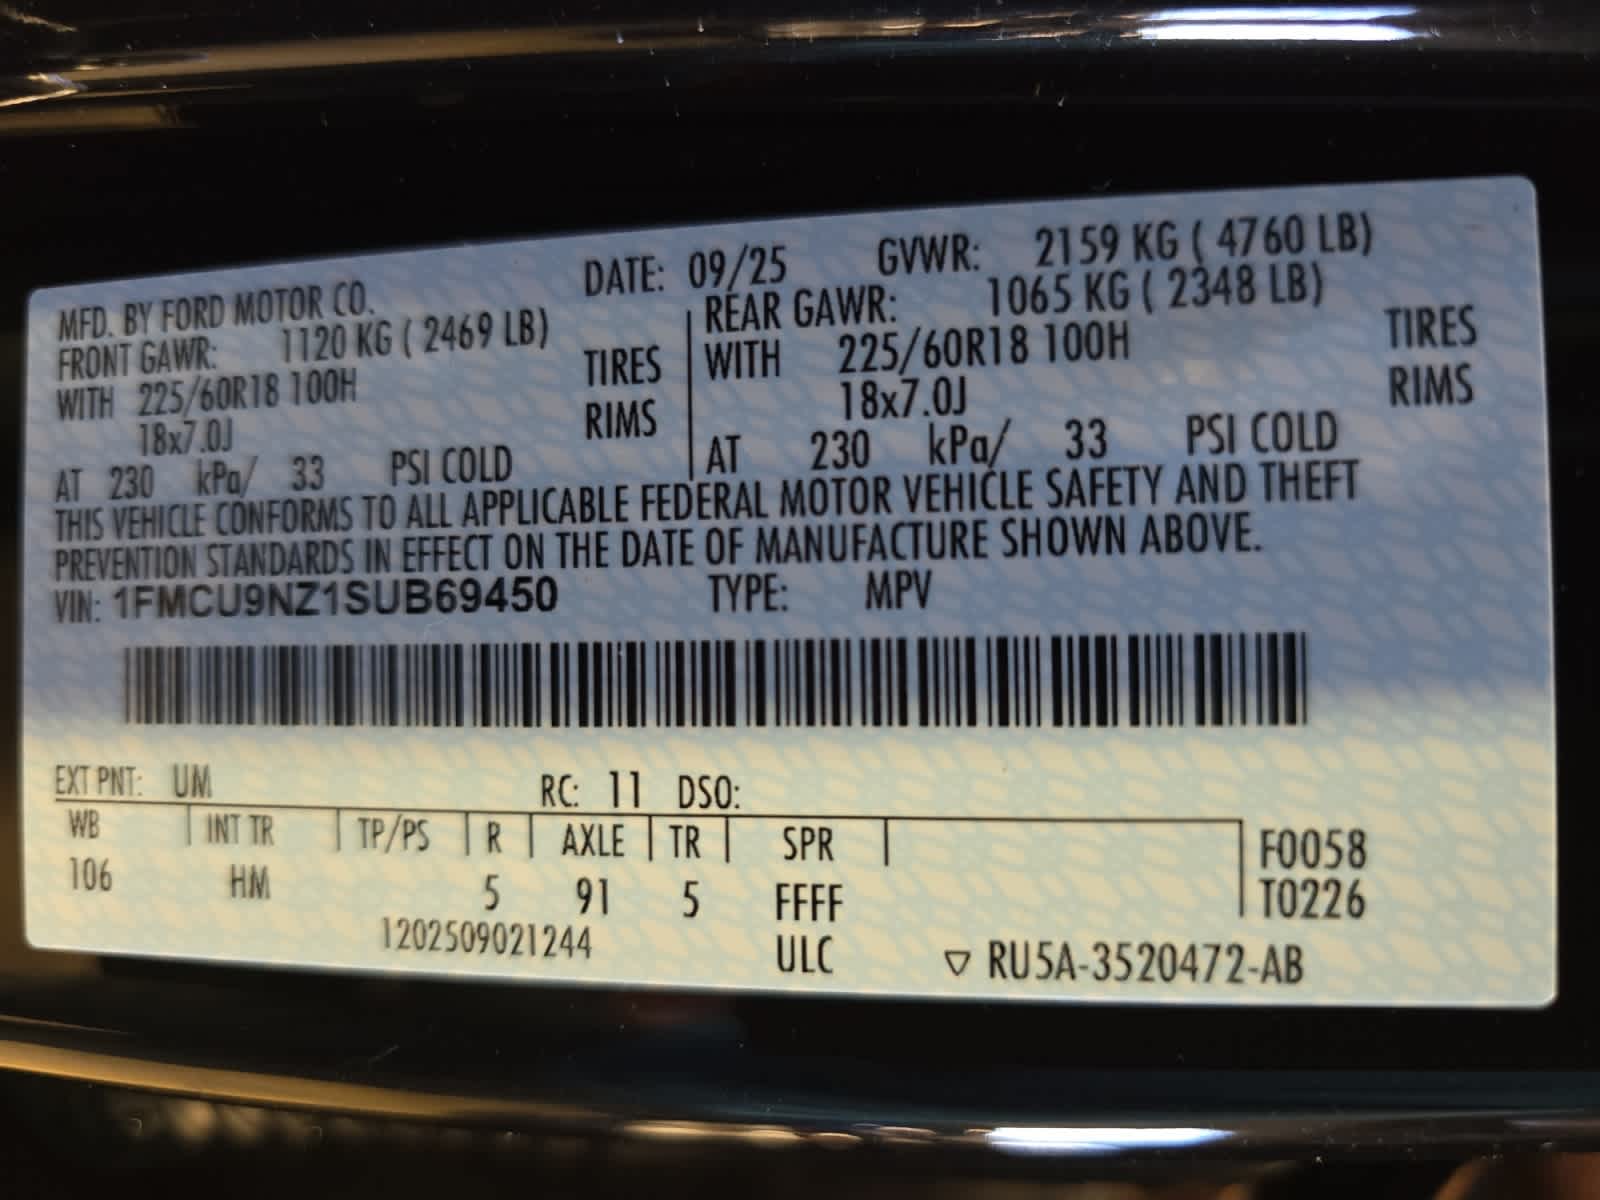 MFD. BY FORD MOTOR CO.
DATE: 09/25 GVWR: 2159 KG ( 4760 LB)
FRONT GAWR: 1120 KG ( 2469 LB)
WITH 225/60R18 100H TIRES
18x7.0J RIMS
AT 230 kPa/ 33 PSI COLD
REAR GAWR: 1065 KG ( 2348 LB)
WITH 225/60R18 100H TIRES
18x7.0J RIMS
AT 230 kPa/ 33 PSI COLD
THIS VEHICLE CONFORMS TO ALL APPLICABLE FEDERAL MOTOR VEHICLE SAFETY AND THEFT
PREVENTION STANDARDS IN EFFECT ON THE DATE OF MANUFACTURE SHOWN ABOVE.
VIN: 1FMCU9NZ1SUB69450 TYPE: MPV
EXT PNT: UM RC: 11 DSO:
WB INT TR TP/PS R AXLE TR SPR
106 HM 5 91 5 FFFF
F0058
T0226
1202509021244 ULC ▽ RU5A-3520472-AB